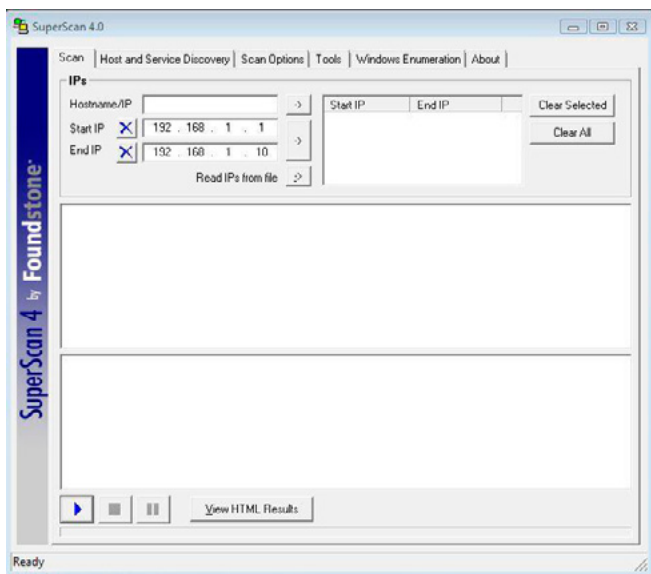 SuperScan 4.0
Scan Host and Service Discovery Scan Options Tools Windows Enumeration About
IPs
Hostname/IP
Start IP 192 . 168 . 1 . 1
End IP 192 . 168 . 1 . 10
Read IPs from file
Start IP End IP
Clear Selected
Clear All
SuperScan 4 by Foundstone
View HTML Results
Ready